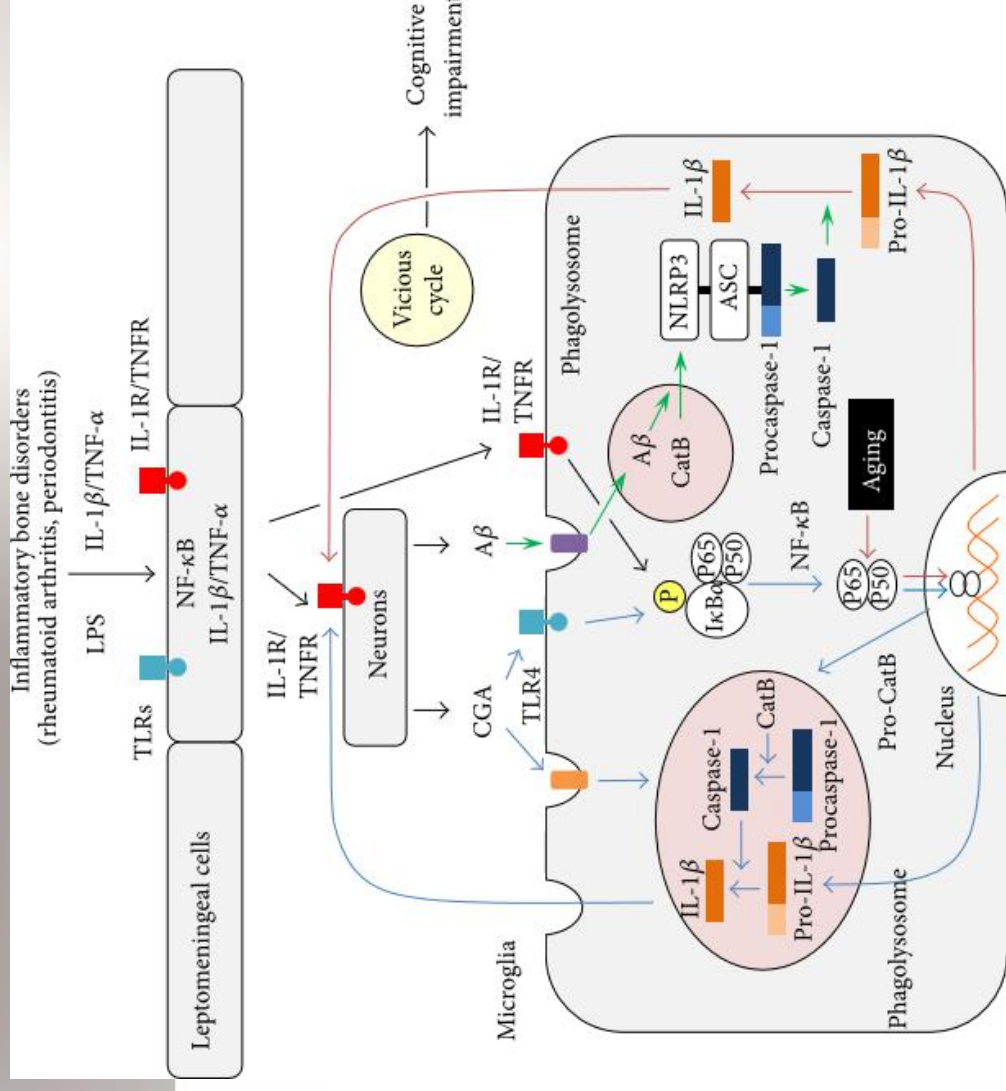 Inflammatory bone disorders
(rheumatoid arthritis, periodontitis)
LPS
IL-1β/TNF-α
TLRs
IL-1R/TNFR
Leptomeningeal cells
NF-κB
IL-1β/TNF-α
IL-1R/
TNFR
Neurons
Vicious
cycle
Cognitive
impairment
CGA
Aβ
IL-1R/
TNFR
TLR4
Microglia
Phagolysosome
Aβ
CatB
NLRP3
ASC
Procaspase-1
Caspase-1
IL-1β
Pro-IL-1β
P
IκBα
P65
P50
NF-κB
P65
P50
Aging
IL-1β
Caspase-1
CatB
Pro-IL-1β
Procaspase-1
Pro-CatB
Phagolysosome
Nucleus